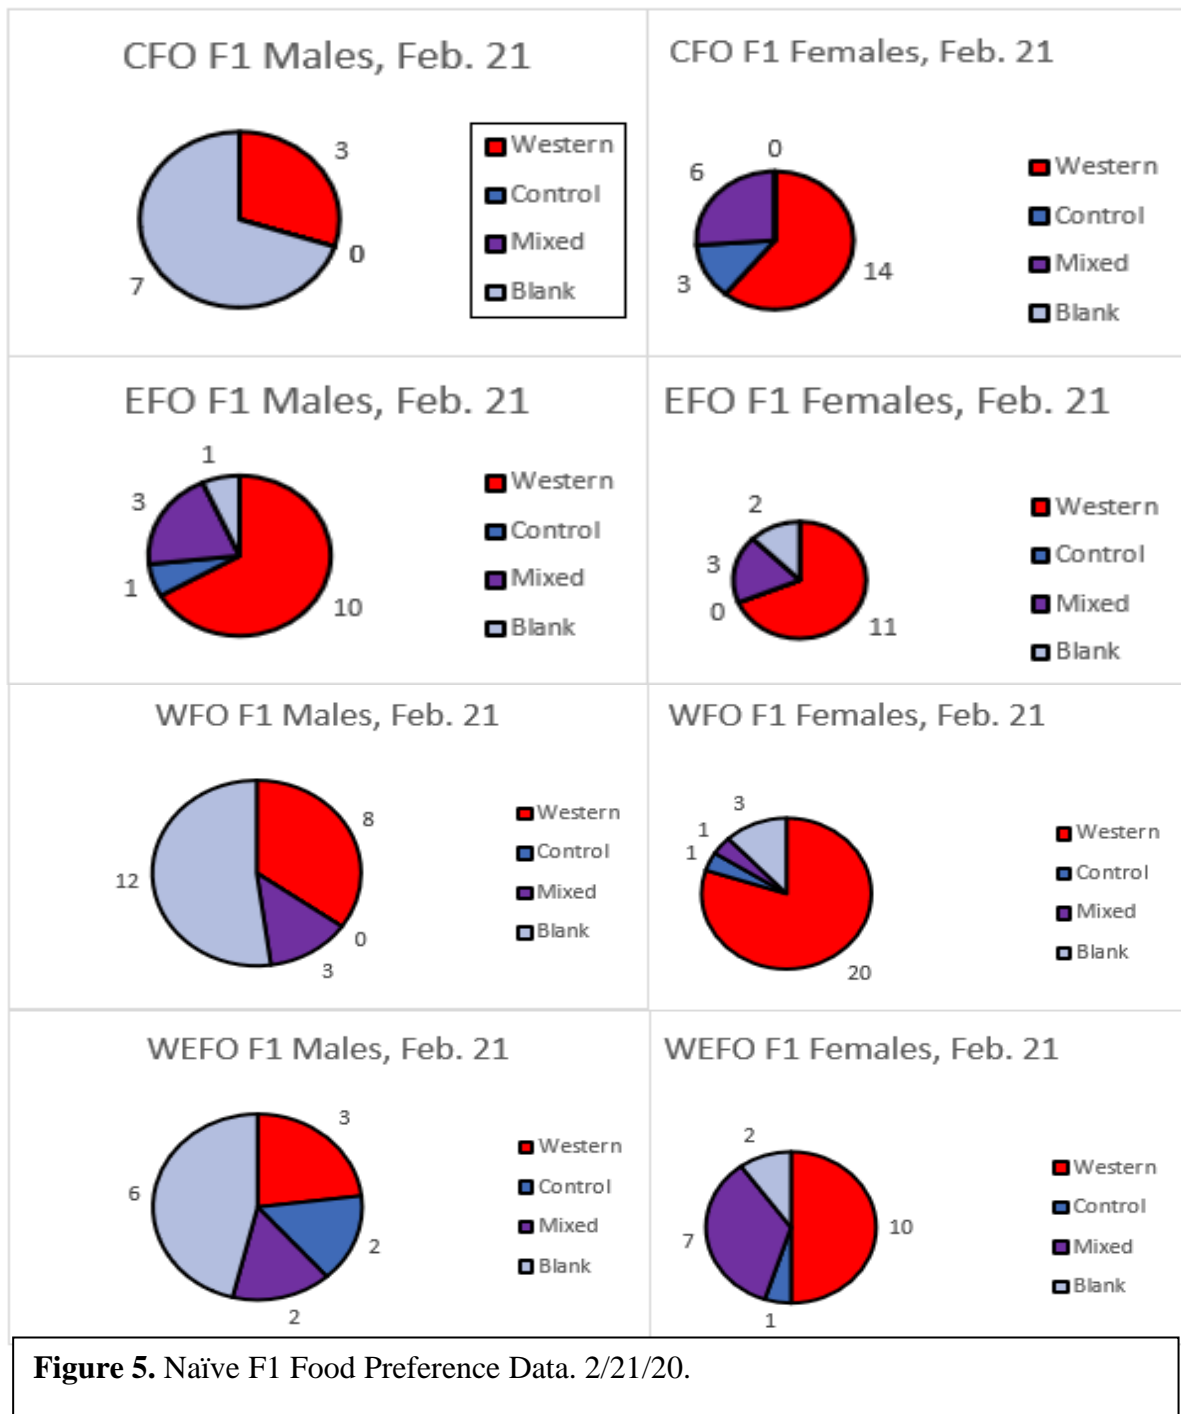 CFO F1 Males, Feb. 21
3
0
7
Western
Control
Mixed
Blank
CFO F1 Females, Feb. 21
0
6
3
14
Western
Control
Mixed
Blank
EFO F1 Males, Feb. 21
1
3
1
10
Western
Control
Mixed
Blank
EFO F1 Females, Feb. 21
2
3
0
11
Western
Control
Mixed
Blank
WFO F1 Males, Feb. 21
8
12
0
3
Western
Control
Mixed
Blank
WFO F1 Females, Feb. 21
3
1
1
20
Western
Control
Mixed
Blank
WEFO F1 Males, Feb. 21
3
6
2
2
Western
Control
Mixed
Blank
WEFO F1 Females, Feb. 21
2
7
10
1
Western
Control
Mixed
Blank
Figure 5. Naïve F1 Food Preference Data. 2/21/20.